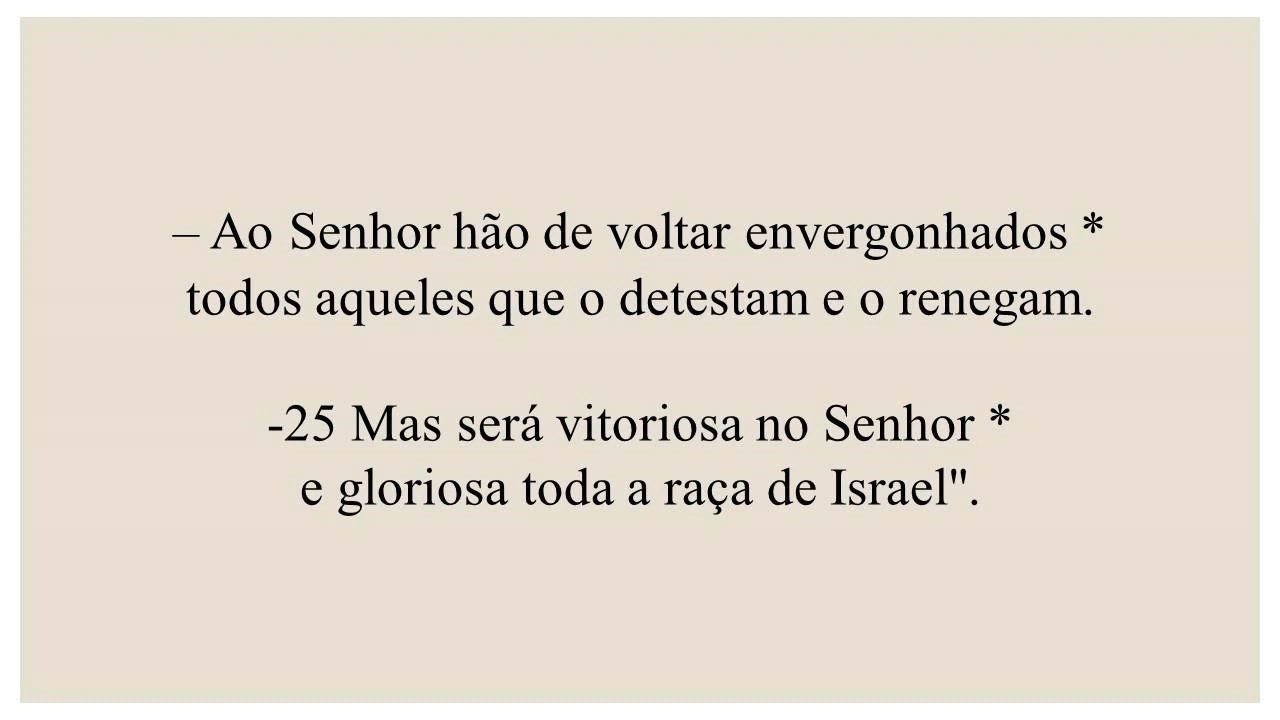 – Ao Senhor hão de voltar envergonhados *
todos aqueles que o detestam e o renegam.
-25 Mas será vitoriosa no Senhor *
e gloriosa toda a raça de Israel".